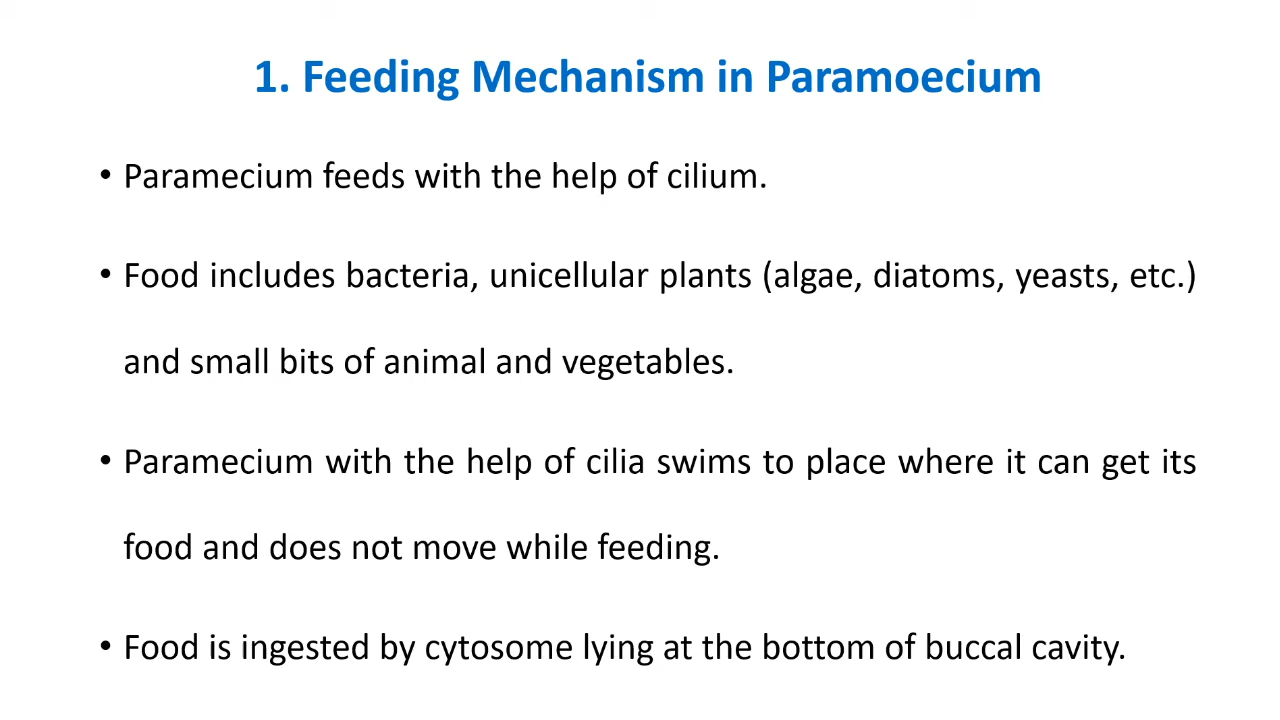 1. Feeding Mechanism in Paramoecium
• Paramecium feeds with the help of cilium.
• Food includes bacteria, unicellular plants (algae, diatoms, yeasts, etc.)
and small bits of animal and vegetables.
• Paramecium with the help of cilia swims to place where it can get its
food and does not move while feeding.
• Food is ingested by cytosome lying at the bottom of buccal cavity.